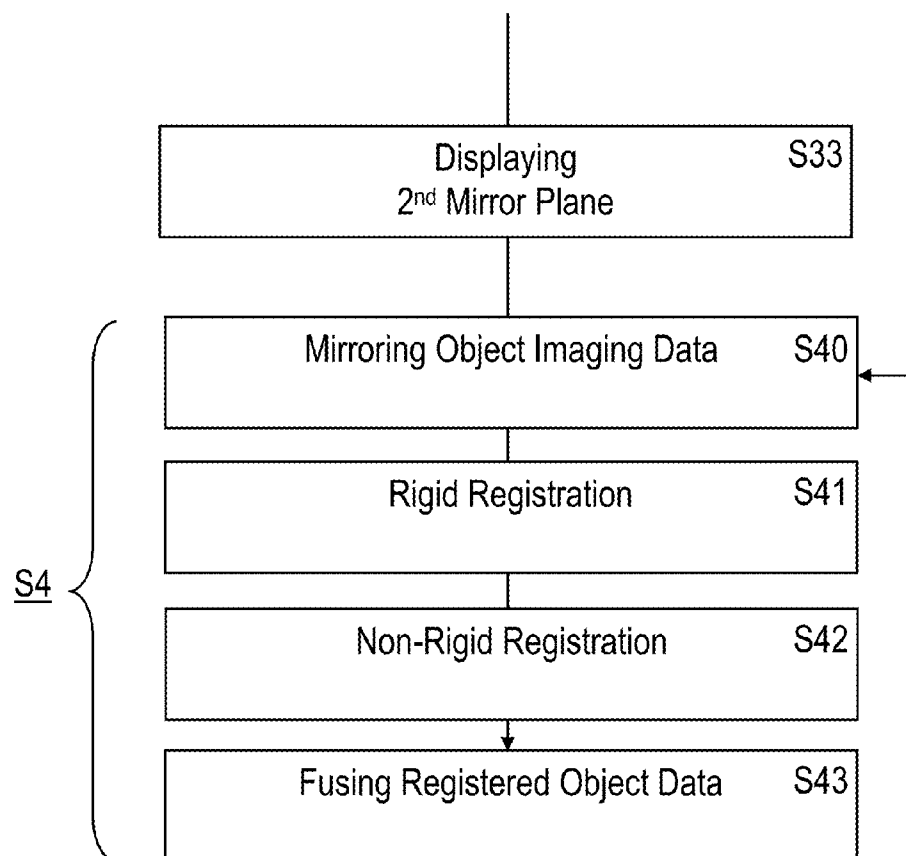 Displaying S33
2nd Mirror Plane
Mirroring Object Imaging Data S40
Rigid Registration S41
S4
Non-Rigid Registration S42
Fusing Registered Object Data S43